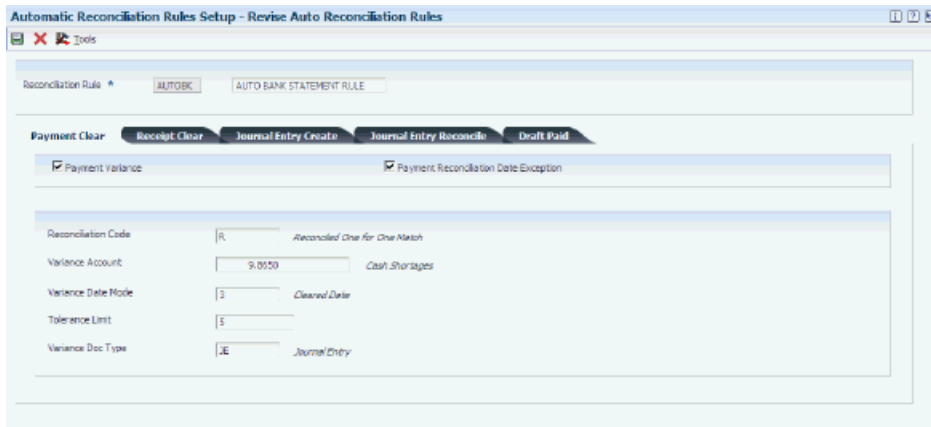 Automatic Reconciliation Rules Setup - Revise Auto Reconciliation Rules
Tools
Reconciliation Rule * AUTOBK AUTO BANK STATEMENT RULE
Payment Clear Receipt Clear Journal Entry Create Journal Entry Reconcile Draft Paid
Payment Variance Payment Reconciliation Date Exception
Reconciliation Code R Reconciled One for One Match
Variance Account 9.8650 Cash Shortages
Variance Date Mode 3 Cleared Date
Tolerance Limit 5
Variance Doc Type JE Journal Entry